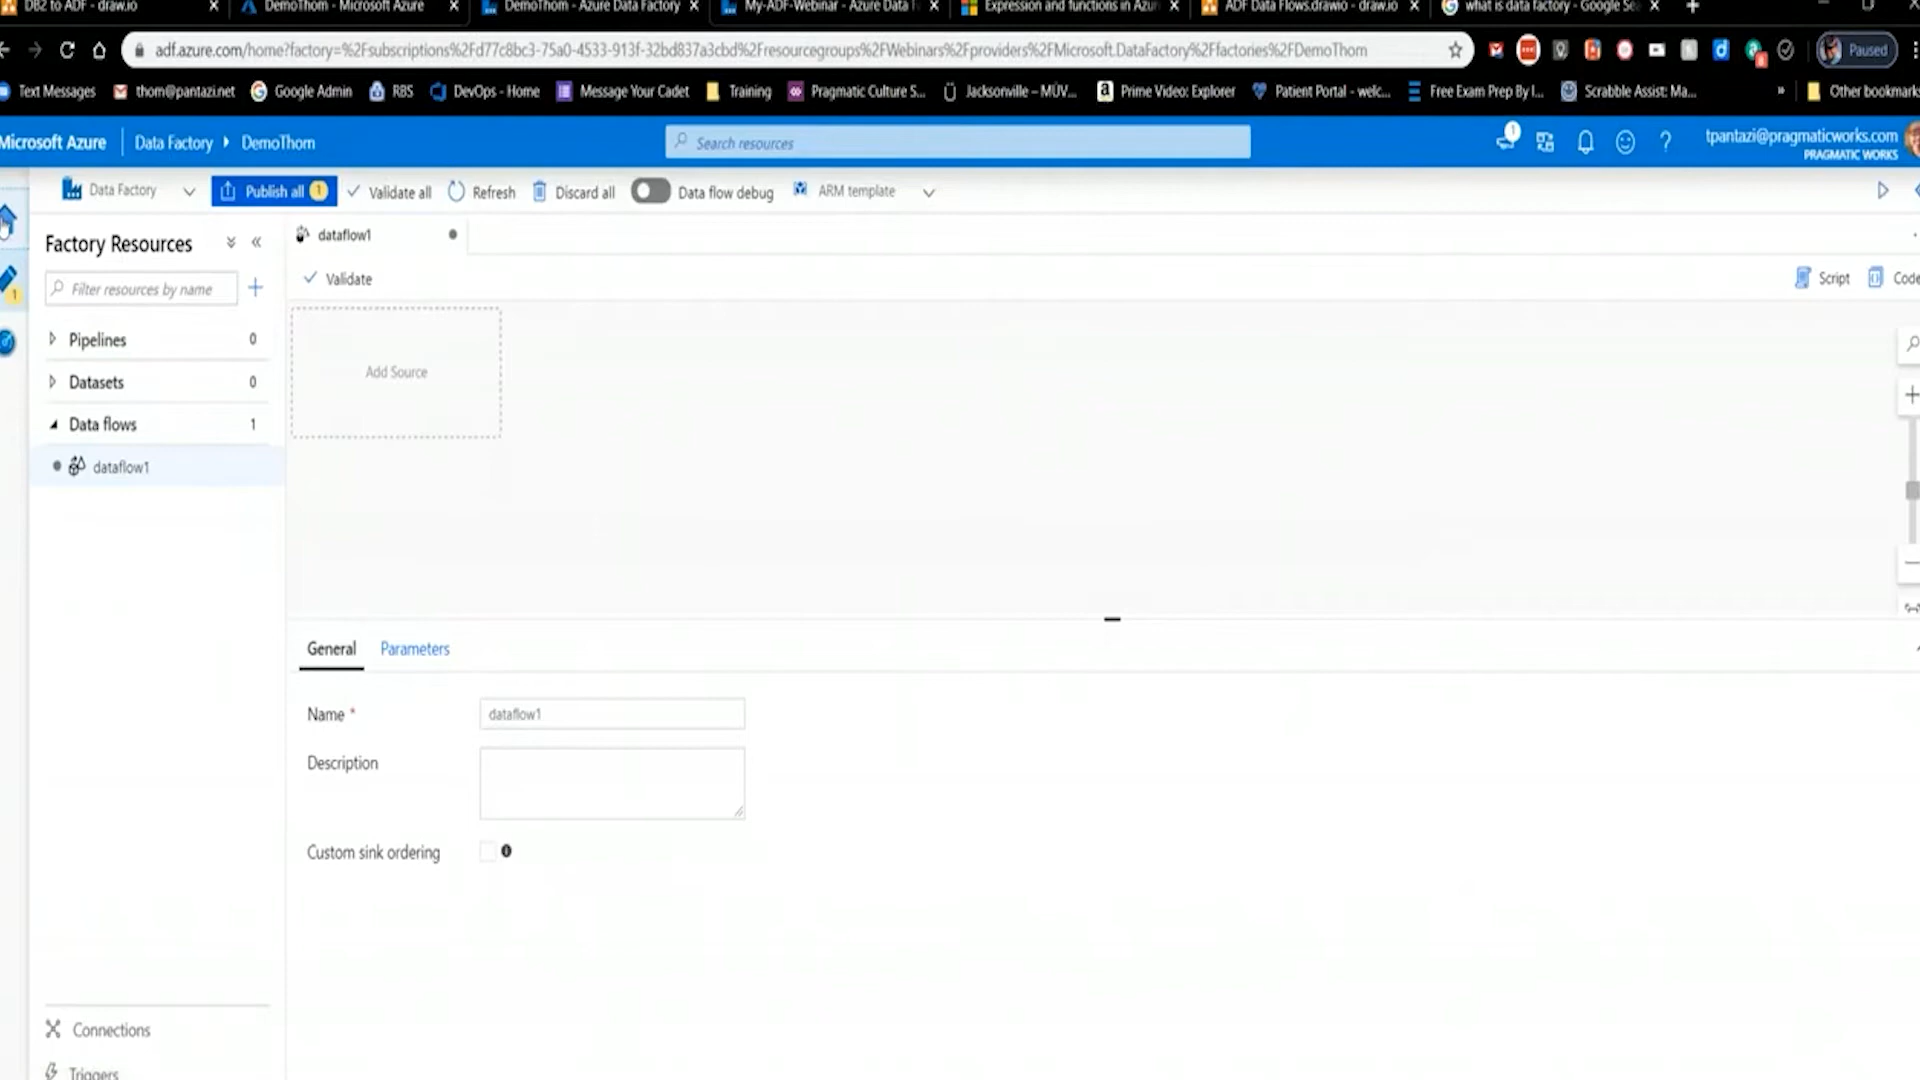 DB2 to ADF - draw.io
DemoThom - Microsoft Azure
DemoThom - Azure Data Factory
My-ADF-Webinar - Azure Data
Expression and functions in Azur
ADF Data Flows.drawio - draw.io
what is data factory - Google Se
adf.azure.com/home?factory=%2Fsubscriptions%2Fd77c8bc3-75a0-4533-913f-32bd837a3cbd%2Fresourcegroups%2FWebinars%2Fproviders%2FMicrosoft.DataFactory%2Ffactories%2FDemoThom
Paused
Text Messages
thom@pantazi.net
Google Admin
RBS
DevOps - Home
Message Your Cadet
Training
Pragmatic Culture S...
Jacksonville – MÜV...
Prime Video: Explorer
Patient Portal - welc...
Free Exam Prep By I...
Scrabble Assist: Ma...
»
Other bookmarks
Microsoft Azure
Data Factory
DemoThom
Search resources
1
?
tpantazi@pragmaticworks.com
PRAGMATIC WORKS
Data Factory
Publish all 1
Validate all
Refresh
Discard all
Data flow debug
ARM template
Factory Resources
dataflow1
Filter resources by name
1
Validate
Script
Code
Pipelines 0
Datasets 0
Data flows 1
dataflow1
Add Source
General
Parameters
Name *
dataflow1
Description
Custom sink ordering
Connections
Triggers